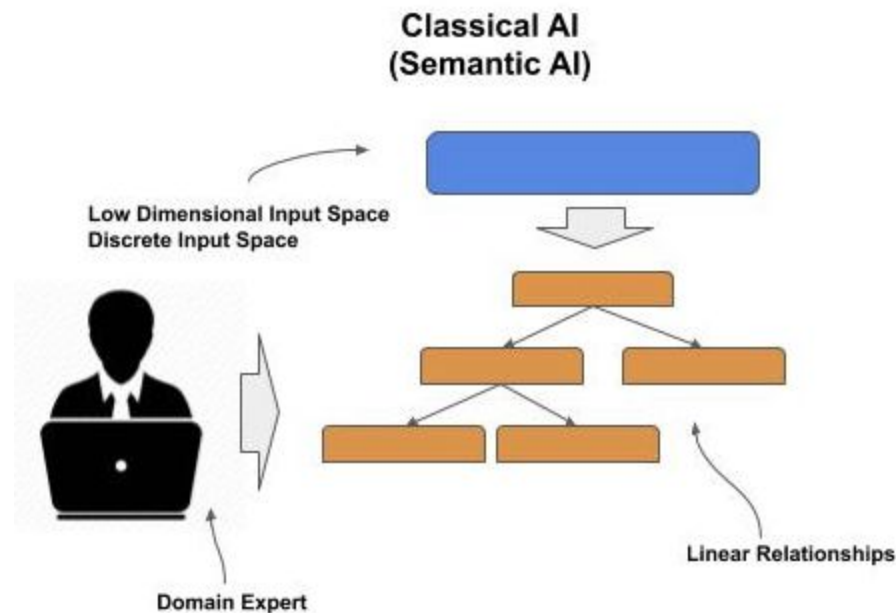 Classical AI
(Semantic AI)
Low Dimensional Input Space
Discrete Input Space
Linear Relationships
Domain Expert